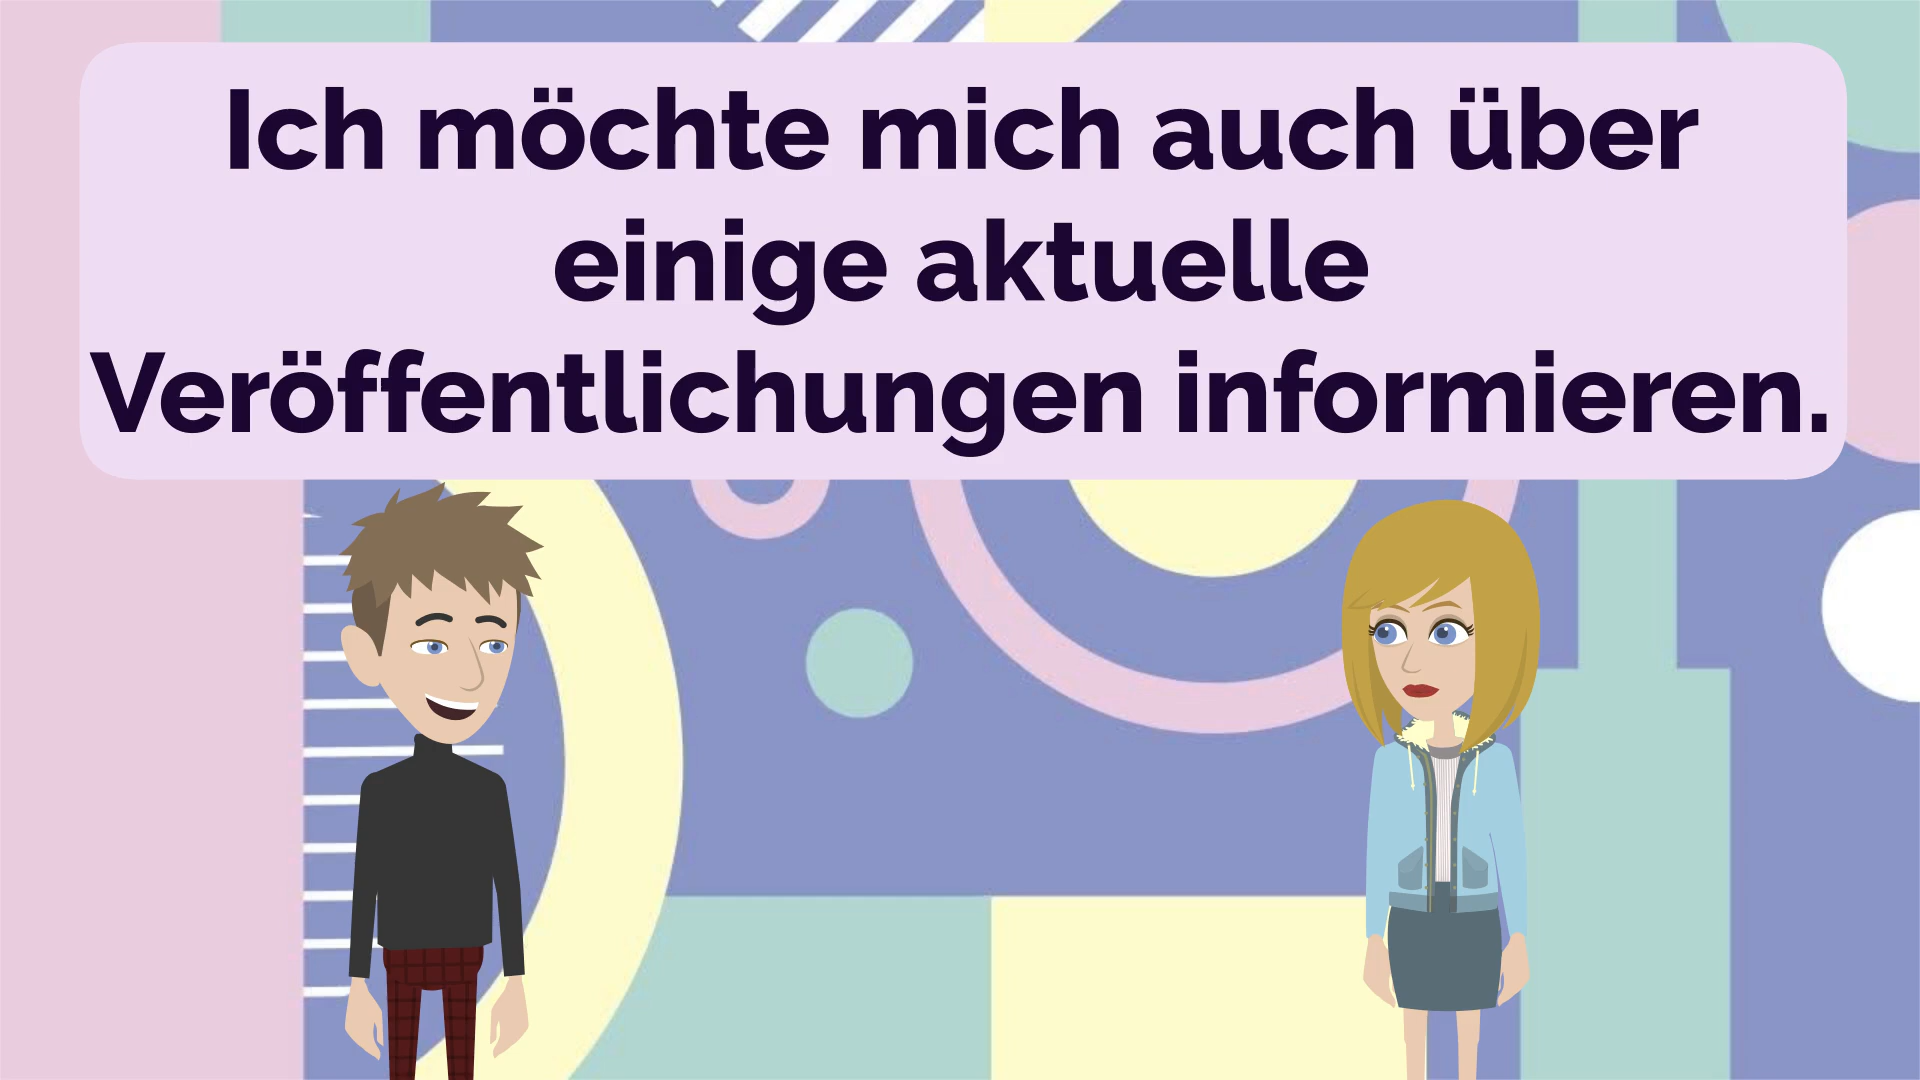 Ich möchte mich auch über
einige aktuelle
Veröffentlichungen informieren.